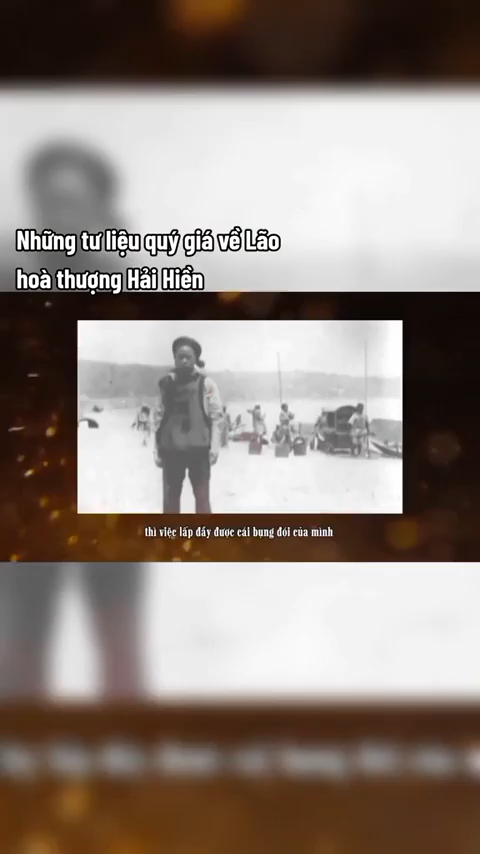 Những tư liệu quý giá về Lão
hoà thượng Hải Hiền
thì việc lấp đầy được cái bụng đói của mình